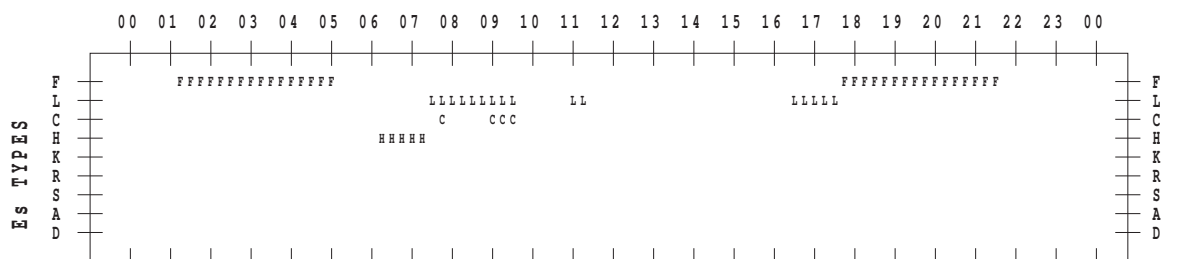 00 01 02 03 04 05 06 07 08 09 10 11 12 13 14 15 16 17 18 19 20 21 22 23 00
F FFFFFFFFFFFFFFFF FFFFFFFFFFFFFFFF F
L LLLLLLLLL LL LLLLL L
C C CCC C
H HHHHH H
K K
R R
S S
A A
D D
Es TYPES